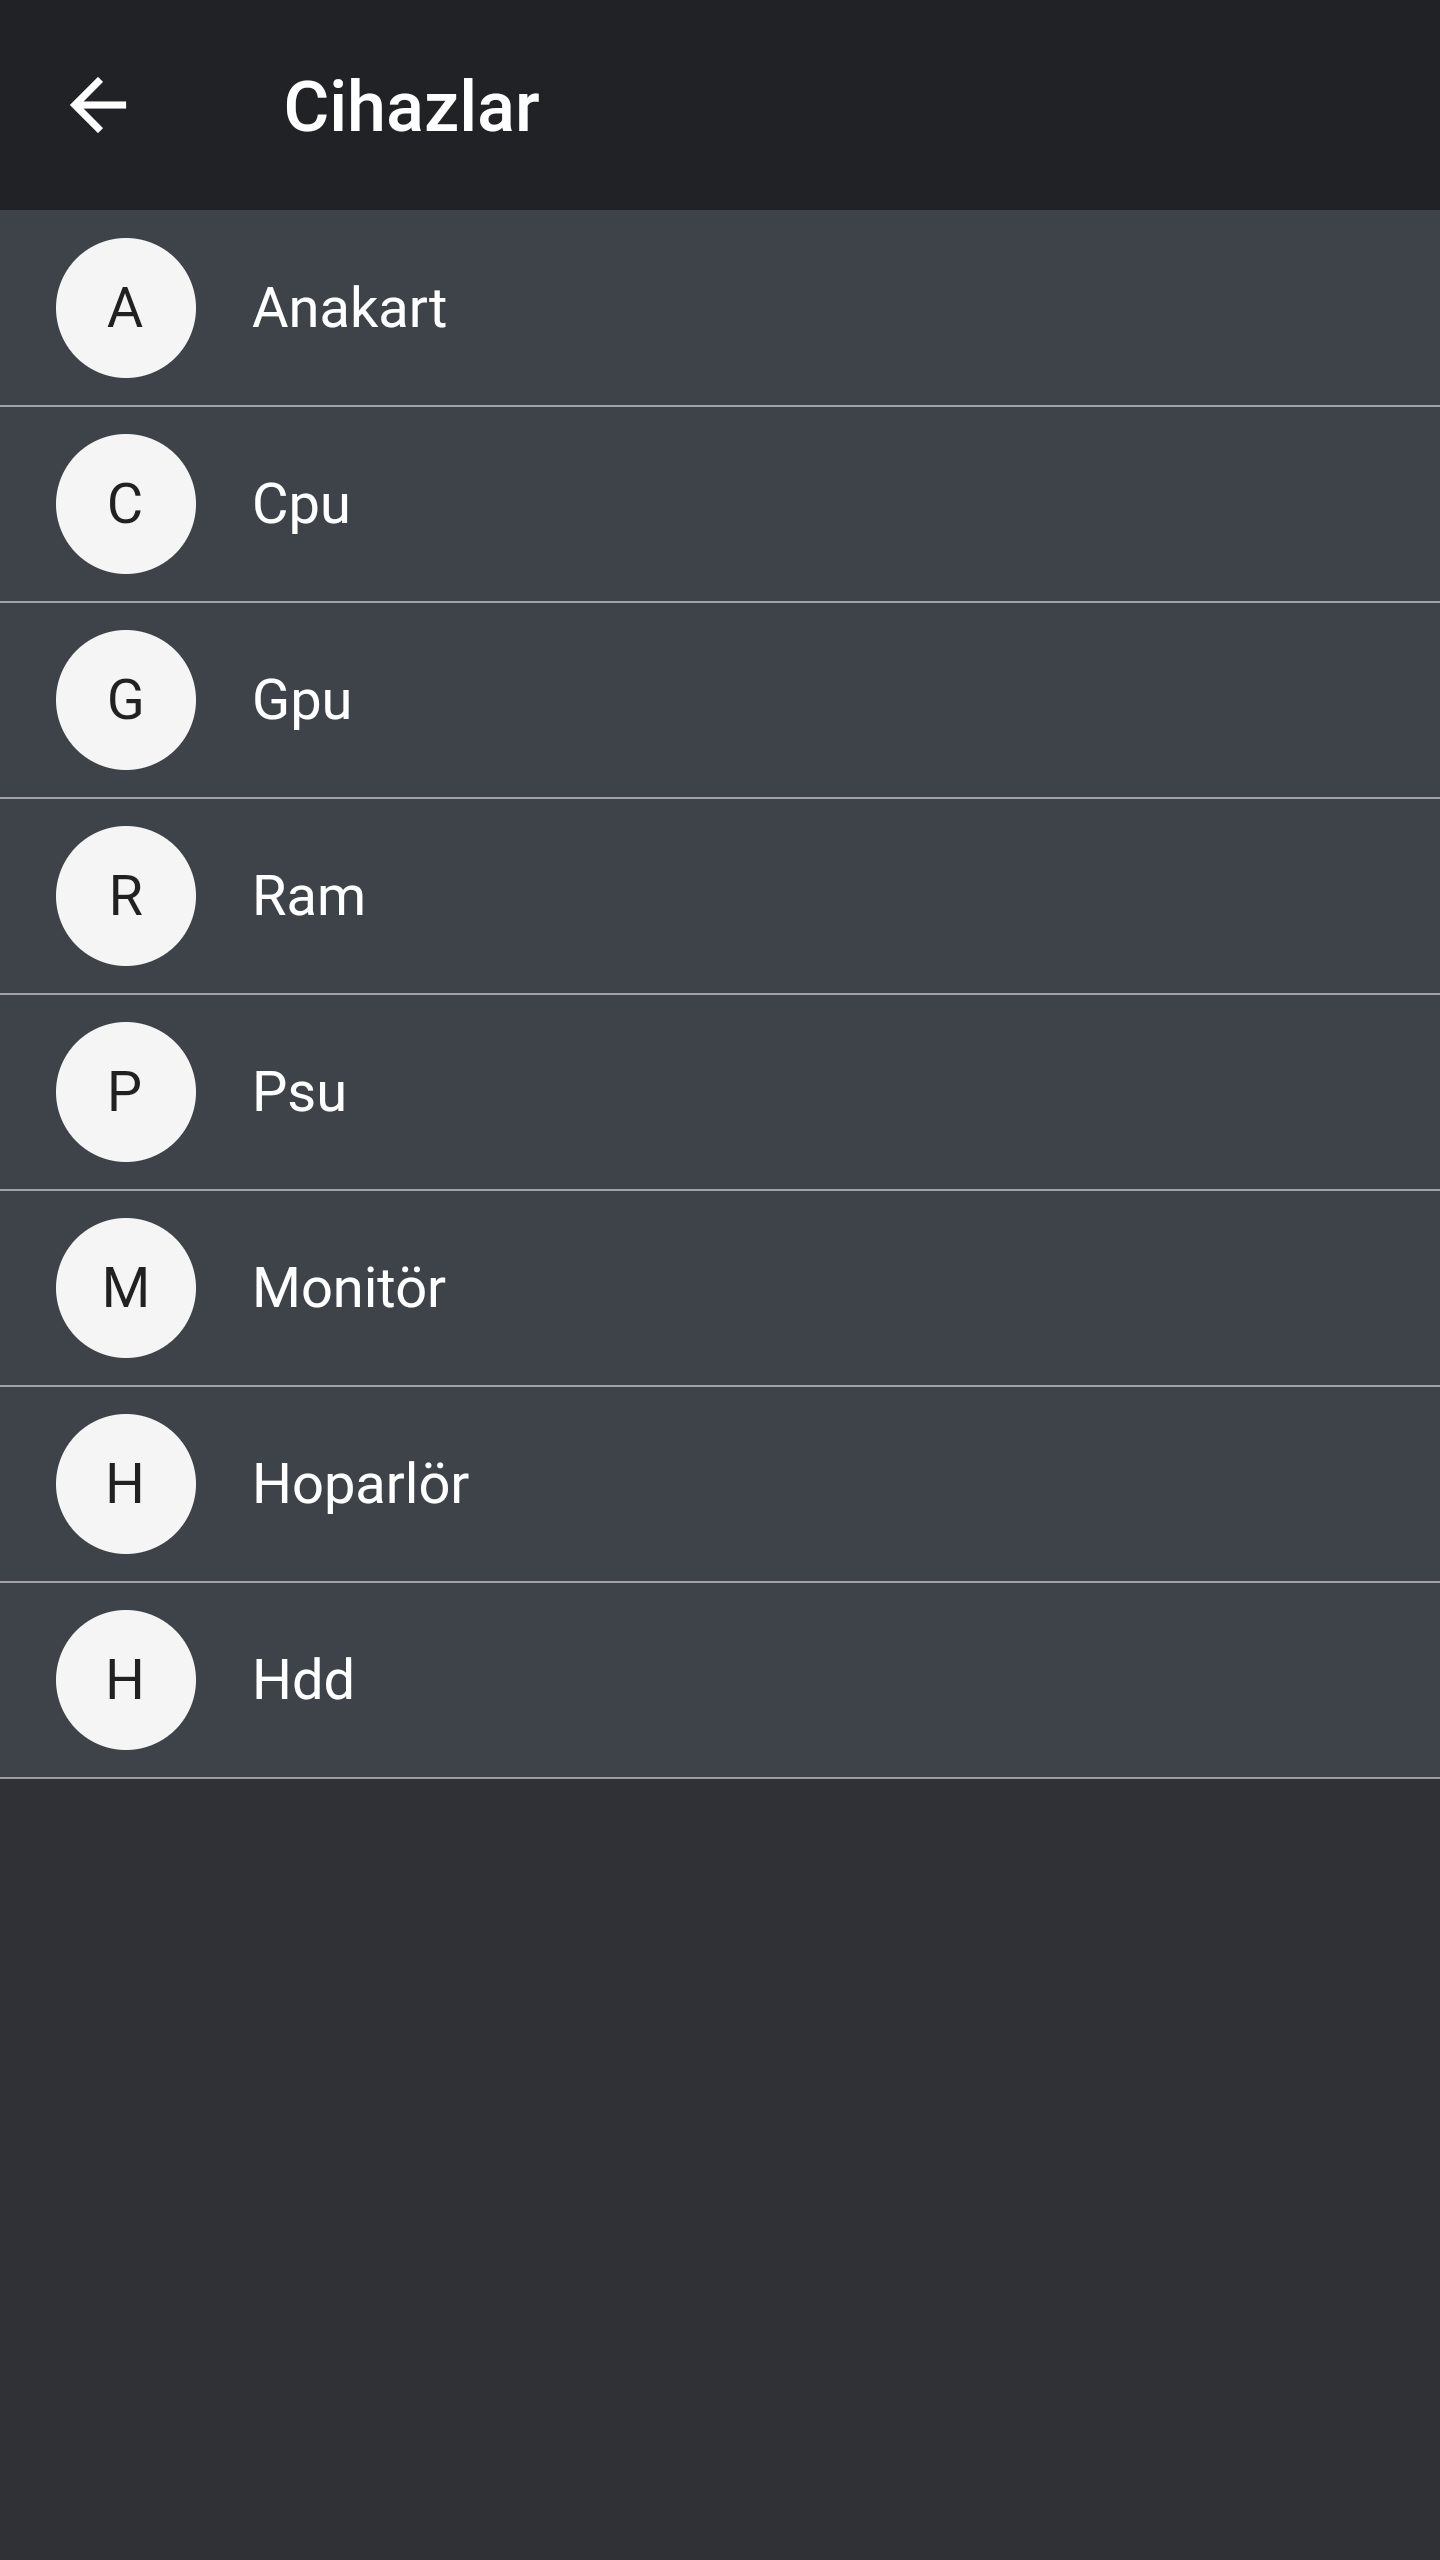 Cihazlar
A Anakart
C Cpu
G Gpu
R Ram
P Psu
M Monitör
H Hoparlör
H Hdd